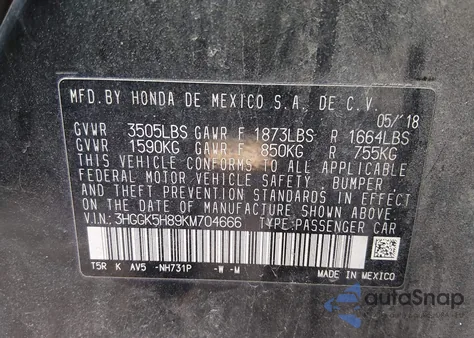 MFD.BY HONDA DE MEXICO S.A. DE C.V.
05/'18
GVWR 3505LBS GAWR F 1873LBS R 1664LBS
GVWR 1590KG GAWR F 850KG R 755KG
THIS VEHICLE CONFORMS TO ALL APPLICABLE
FEDERAL MOTOR VEHICLE SAFETY, BUMPER,
AND THEFT PREVENTION STANDARDS IN EFFECT
ON THE DATE OF MANUFACTURE SHOWN ABOVE.
V.I.N.: 3HGGK5H89KM704666 TYPE:PASSENGER CAR
T5R K AV5 -NH731P -W -M
MADE IN MEXICO
autaSnap